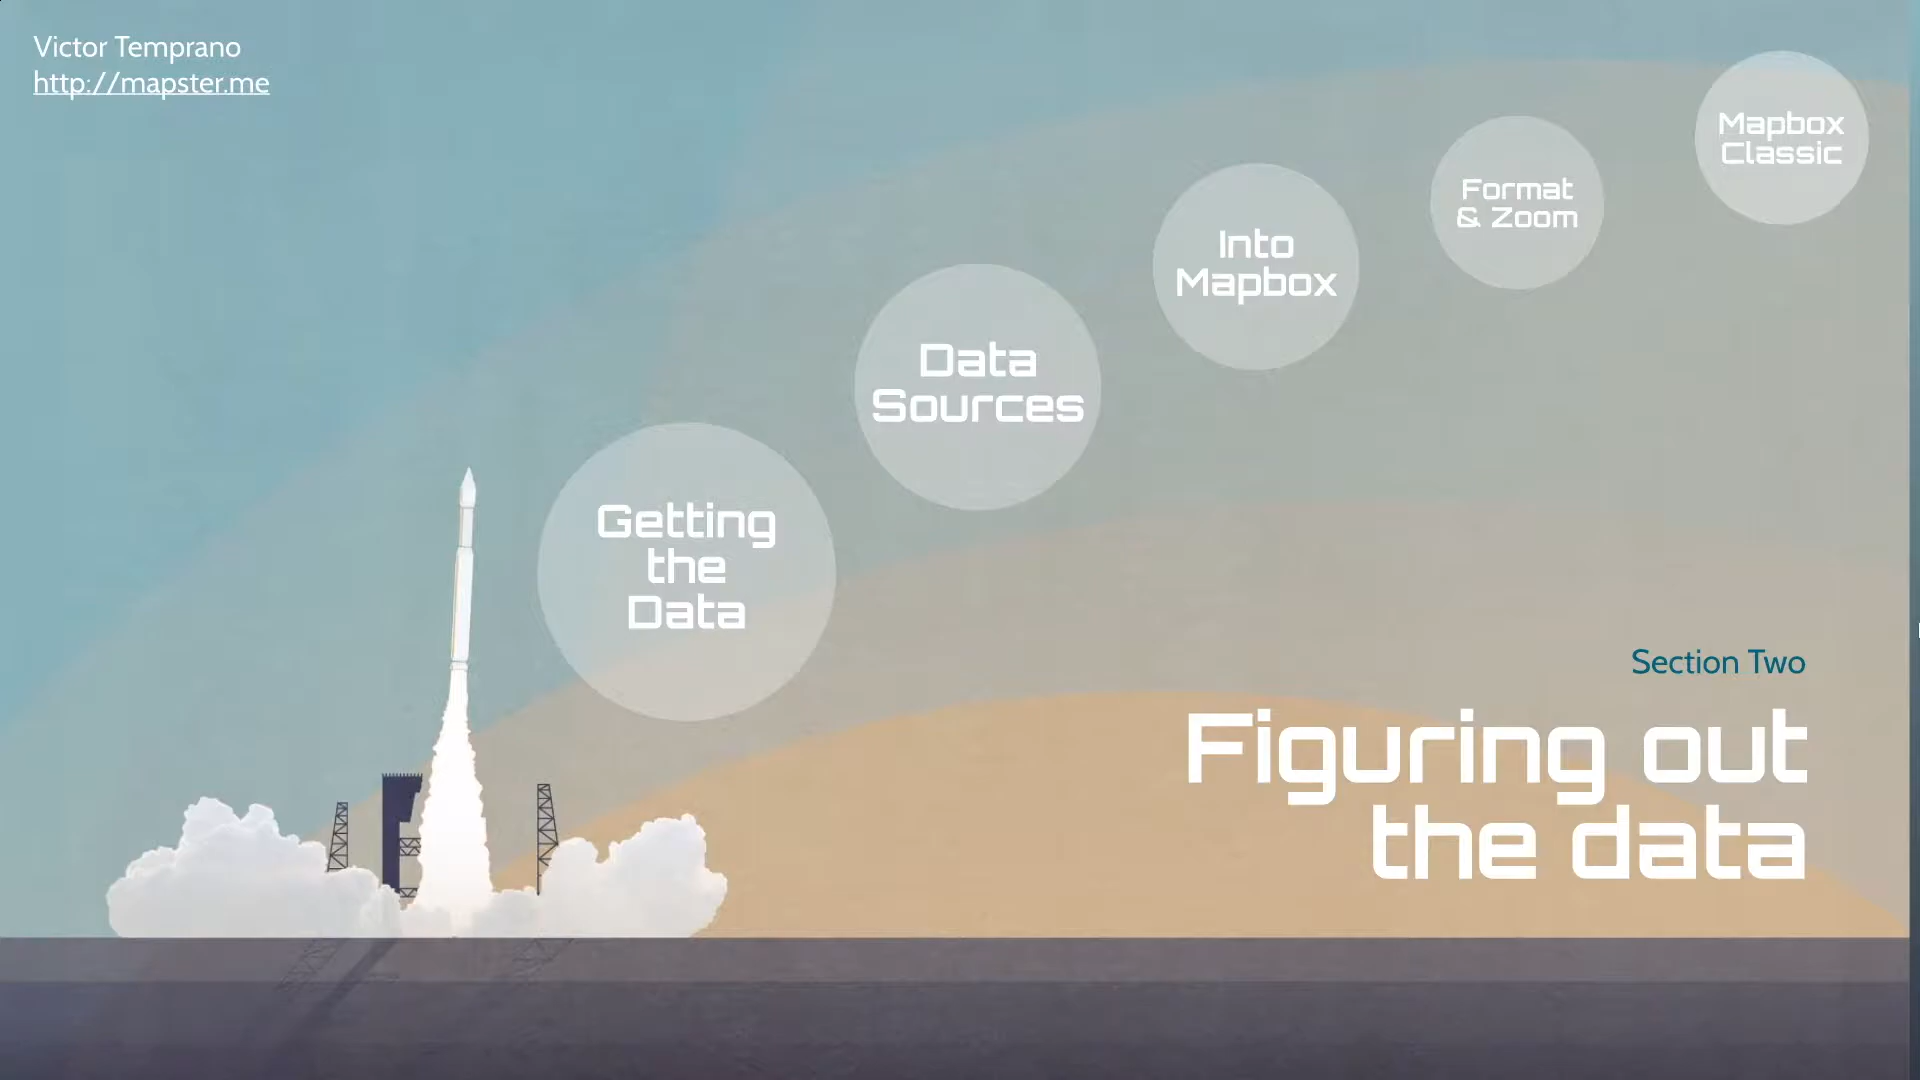 Victor Temprano
http://mapster.me
Mapbox
Classic
Format
& Zoom
Into
Mapbox
Data
Sources
Getting
the
Data
Section Two
Figuring out
the data